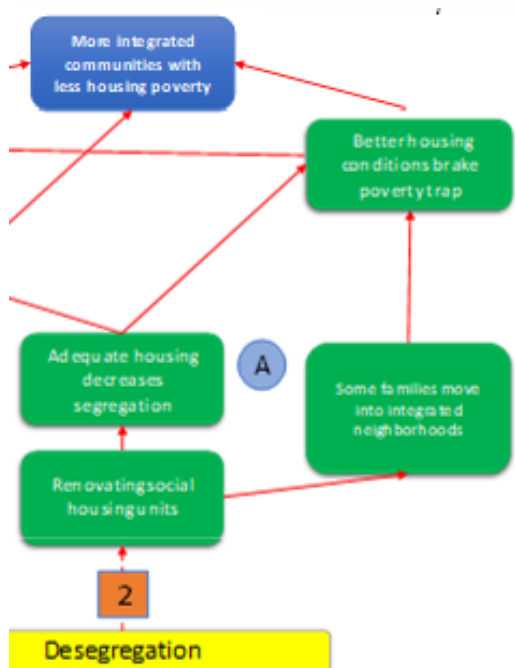 More integrated
communities with
less housing poverty
Better housing
conditions brake
poverty trap
Adequate housing
decreases
segregation
A
Some families move
into integrated
neighborhoods
Renovating social
housing units
2
Desegregation